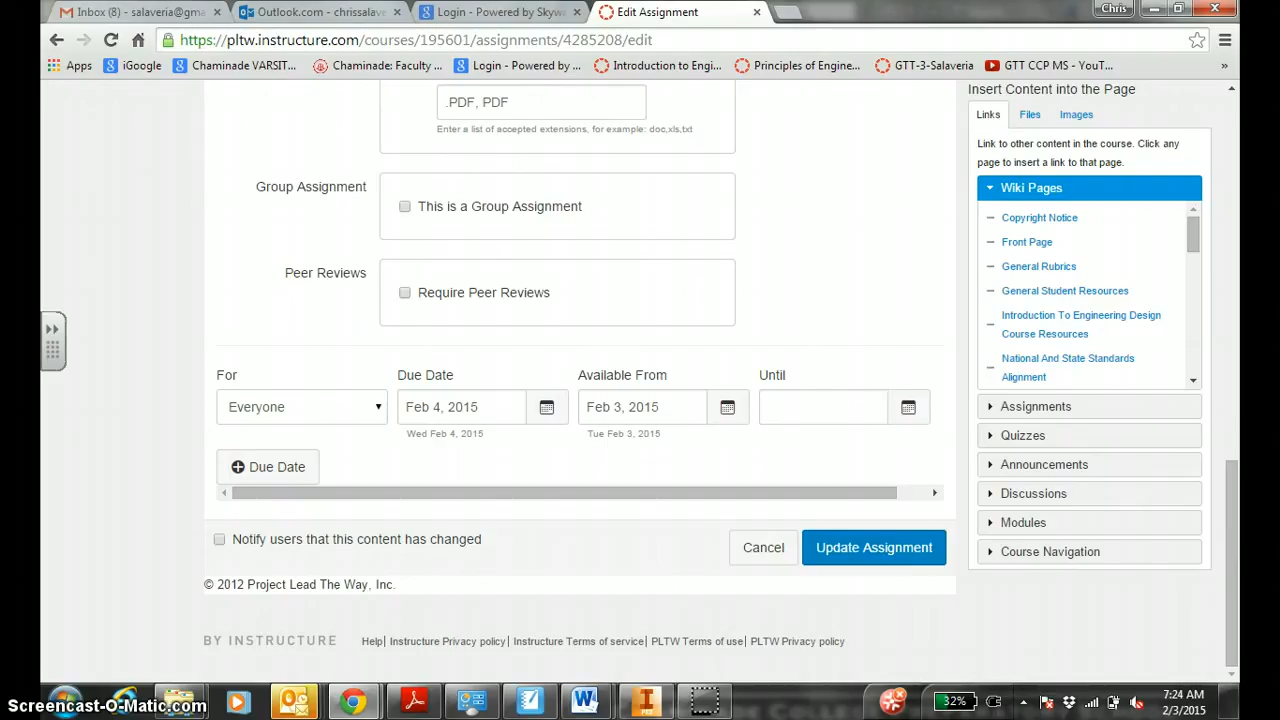 Inbox (8) - salaveria@gm
Outlook.com - chrissalave
Login - Powered by Skyw
Edit Assignment
Chris
https://pltw.instructure.com/courses/195601/assignments/4285208/edit
Apps
iGoogle
Chaminade VARSIT...
Chaminade: Faculty ...
Login - Powered by ...
Introduction to Engi...
Principles of Engine...
GTT-3-Salaveria
GTT CCP MS - YouT...
»
Insert Content into the Page
Links
Files
Images
Link to other content in the course. Click any
page to insert a link to that page.
Wiki Pages
Copyright Notice
Front Page
General Rubrics
General Student Resources
Introduction To Engineering Design
Course Resources
National And State Standards
Alignment
Assignments
Quizzes
Announcements
Discussions
Modules
Course Navigation
.PDF, PDF
Enter a list of accepted extensions, for example: doc,xls,txt
Group Assignment
This is a Group Assignment
Peer Reviews
Require Peer Reviews
For
Due Date
Available From
Until
Everyone
Feb 4, 2015
Feb 3, 2015
Wed Feb 4, 2015
Tue Feb 3, 2015
Due Date
Notify users that this content has changed
Cancel
Update Assignment
© 2012 Project Lead The Way, Inc.
BY INSTRUCTURE
Help| Instructure Privacy policy| Instructure Terms of service| PLTW Terms of use| PLTW Privacy policy
32%
7:24 AM
2/3/2015
Screencast-O-Matic.com